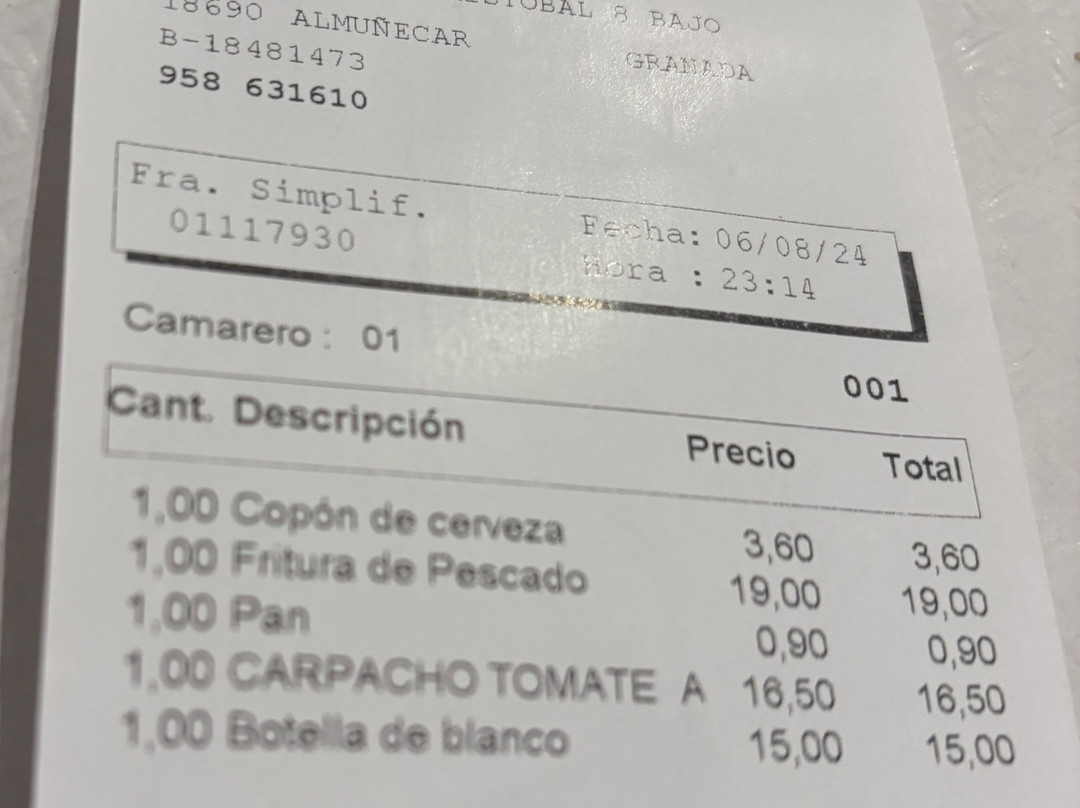 8 BAJO
18690 ALMUÑECAR GRANADA
B-18481473
958 631610
Fra. Simplif. Fecha: 06/08/24
01117930 Hora : 23:14
Camarero : 01
001
Cant. Descripción Precio Total
1,00 Copón de cerveza 3,60 3,60
1,00 Fritura de Pescado 19,00 19,00
1,00 Pan 0,90 0,90
1,00 CARPACHO TOMATE A 16,50 16,50
1,00 Botella de blanco 15,00 15,00